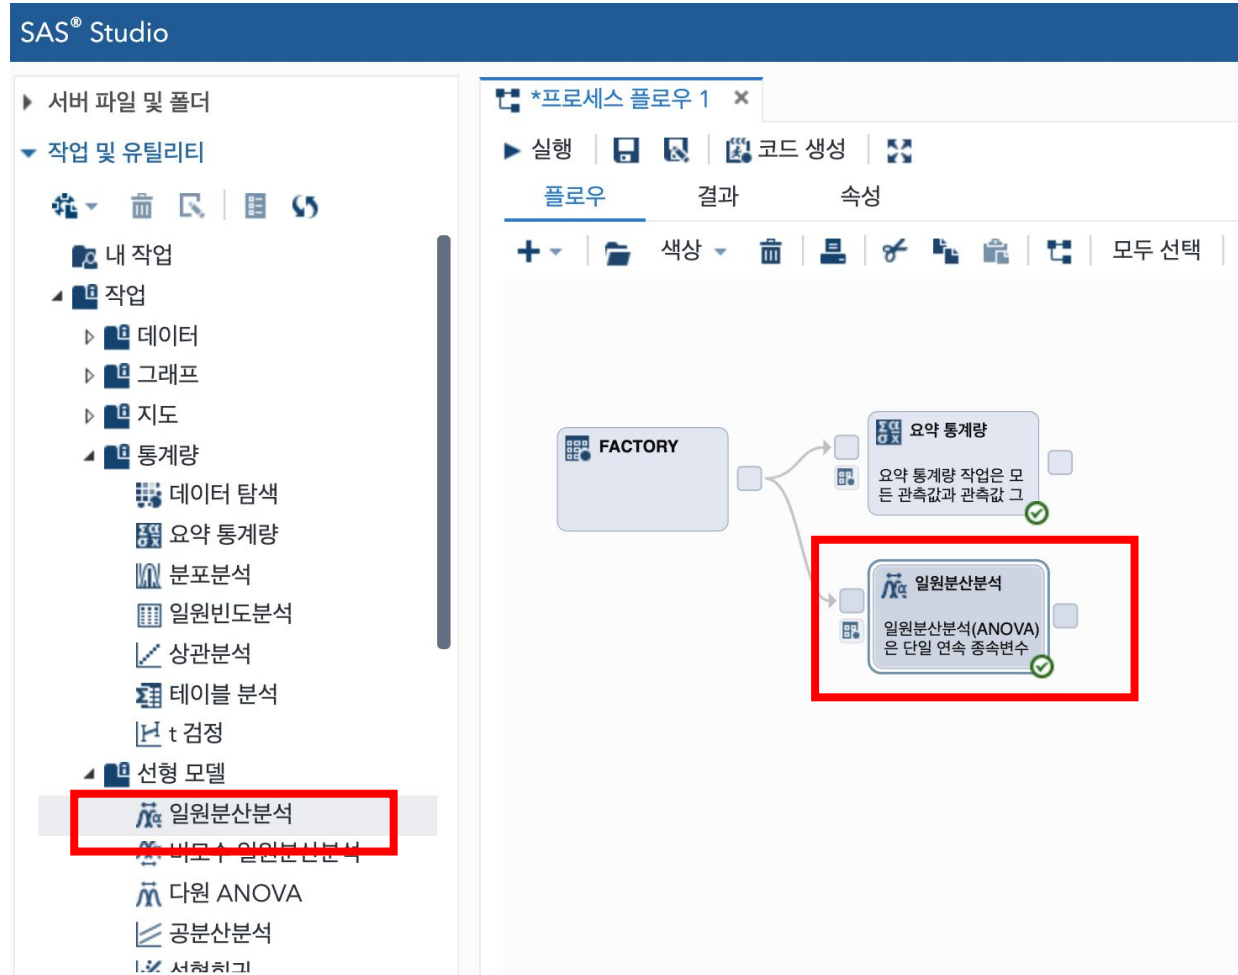 SAS® Studio
서버 파일 및 폴더
작업 및 유틸리티
내 작업
작업
데이터
그래프
지도
통계량
데이터 탐색
요약 통계량
분포분석
일원빈도분석
상관분석
테이블 분석
t 검정
선형 모델
일원분산분석
비모수 일원분산분석
다원 ANOVA
공분산분석
선형회귀
*프로세스 플로우 1
실행
코드 생성
플로우 결과 속성
색상 모두 선택
FACTORY
요약 통계량
요약 통계량 작업은 모
든 관측값과 관측값 그
일원분산분석
일원분산분석(ANOVA)
은 단일 연속 종속변수